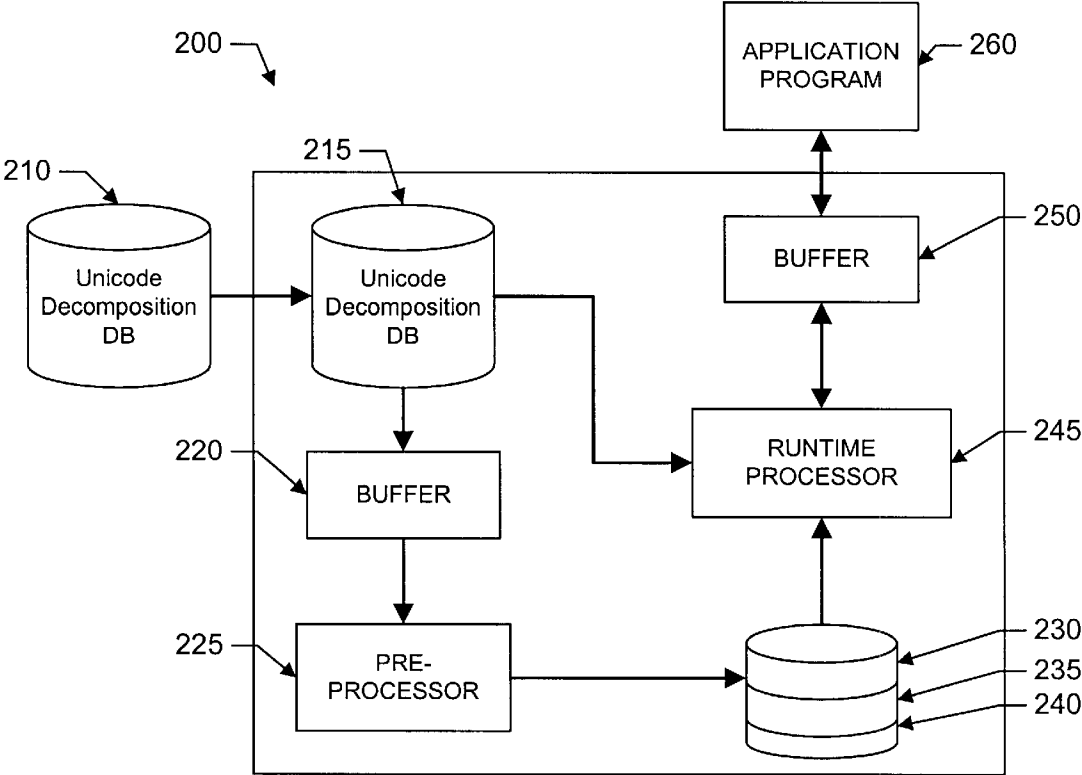 200
APPLICATION
PROGRAM
260
210
215
Unicode
Decomposition
DB
Unicode
Decomposition
DB
BUFFER
250
220
BUFFER
RUNTIME
PROCESSOR
245
225
PRE-
PROCESSOR
230
235
240